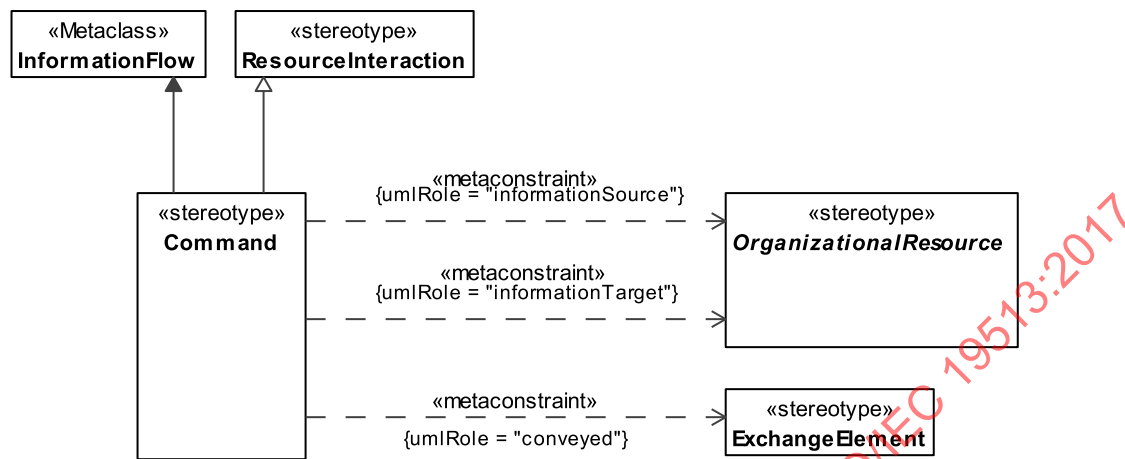 «Metaclass»
InformationFlow
«stereotype»
ResourceInteraction
«stereotype»
Command
«metaconstraint»
{umlRole = "informationSource"}
«metaconstraint»
{umlRole = "informationTarget"}
«metaconstraint»
{umlRole = "conveyed"}
«stereotype»
OrganizationalResource
«stereotype»
ExchangeElement
/IEC 19513:2017